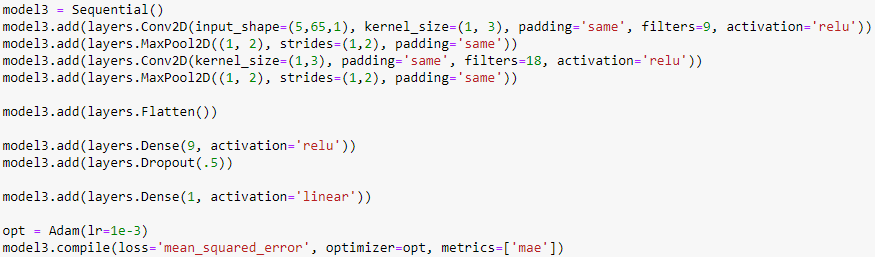 model3 = Sequential()
model3.add(layers.Conv2D(input_shape=(5,65,1), kernel_size=(1, 3), padding='same', filters=9, activation='relu'))
model3.add(layers.MaxPool2D((1, 2), strides=(1,2), padding='same'))
model3.add(layers.Conv2D(kernel_size=(1,3), padding='same', filters=18, activation='relu'))
model3.add(layers.MaxPool2D((1, 2), strides=(1,2), padding='same'))
model3.add(layers.Flatten())
model3.add(layers.Dense(9, activation='relu'))
model3.add(layers.Dropout(.5))
model3.add(layers.Dense(1, activation='linear'))
opt = Adam(lr=1e-3)
model3.compile(loss='mean_squared_error', optimizer=opt, metrics=['mae'])